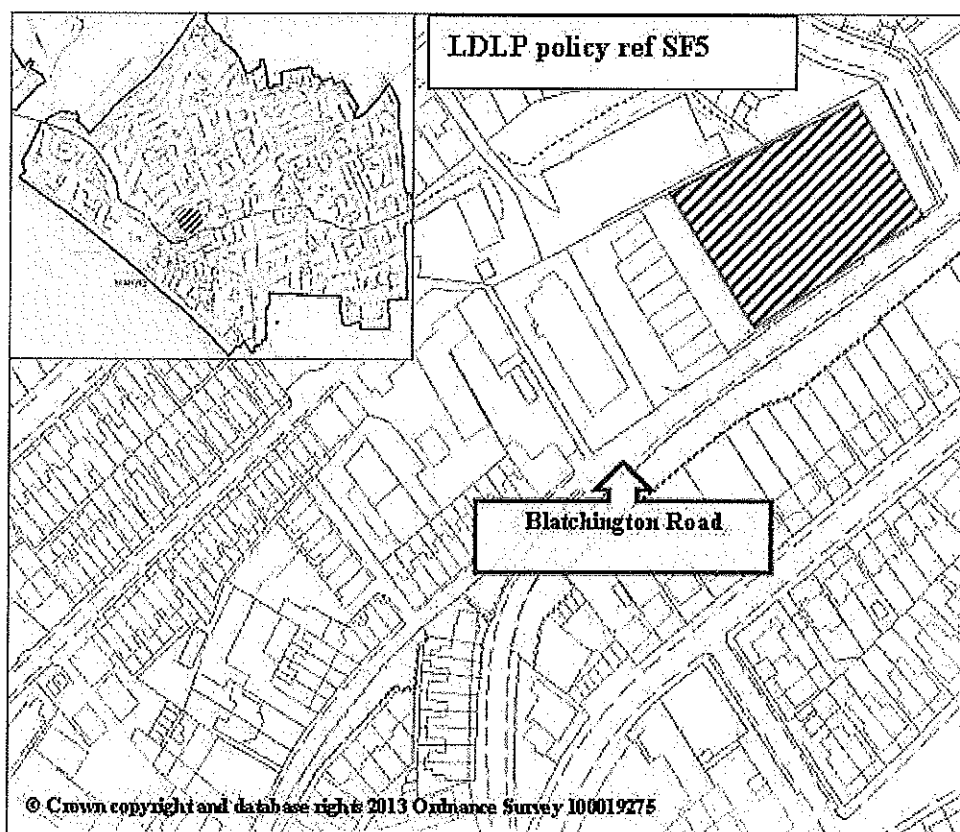 LDLP policy ref SF5
Blatchington Road
© Crown copyright and database rights 2013 Ordnance Survey 100019275